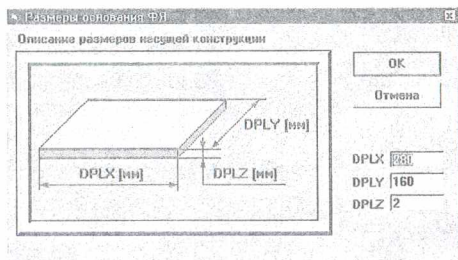 Размеры основания ФЯ
Описание размеров несущей конструкции
OK
Отмена
DPLY [мм]
DPLX [мм]
DPLZ [мм]
DPLX
DPLY 160
DPLZ 2